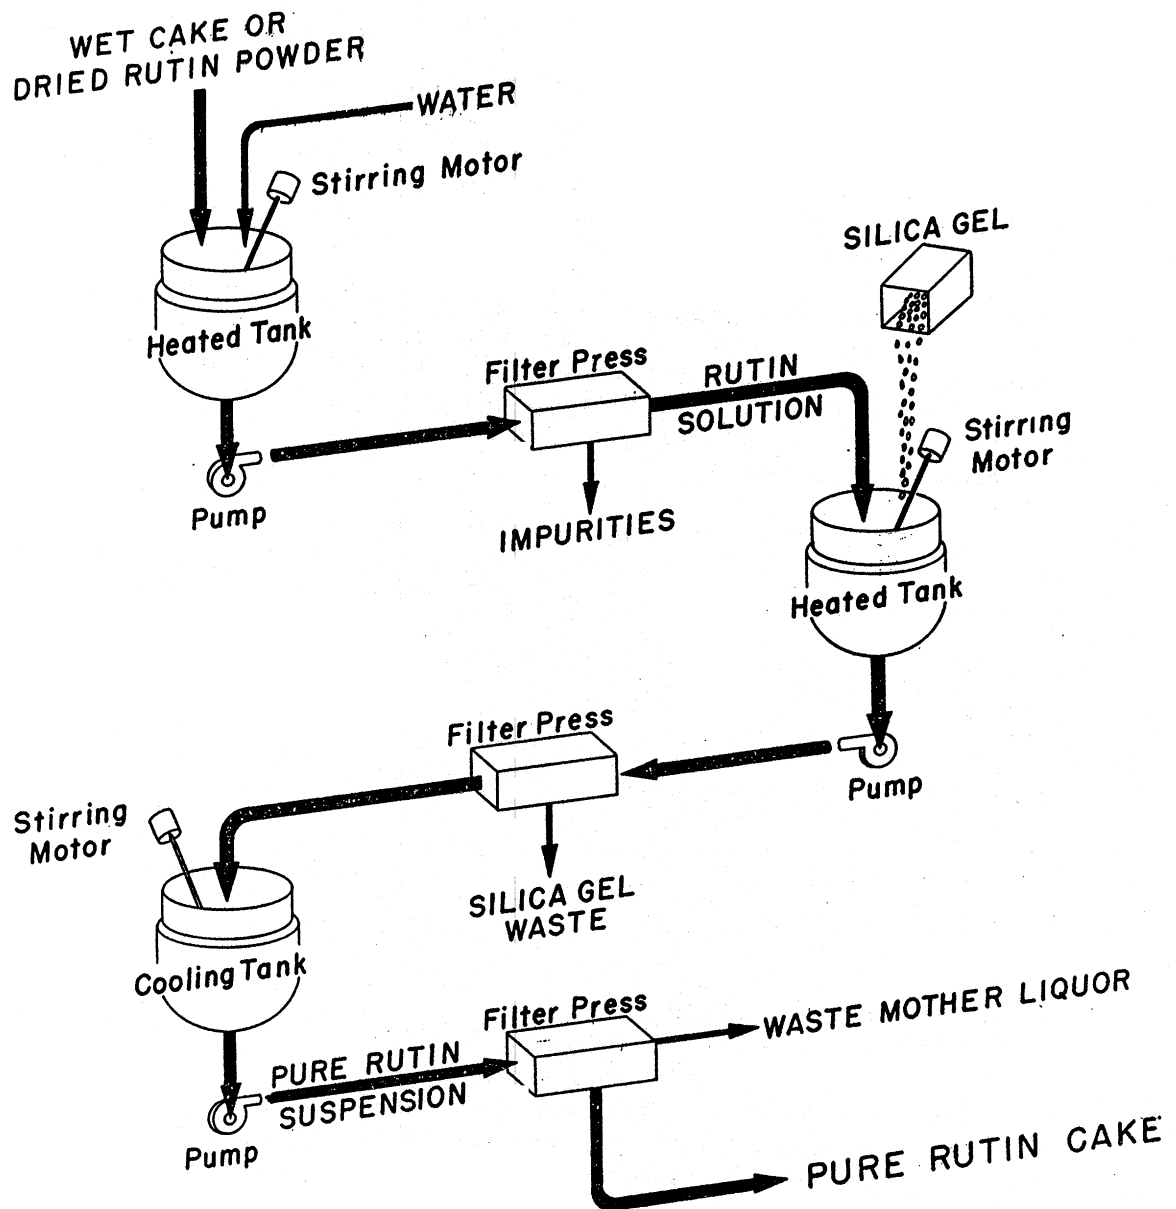 WET CAKE OR
DRIED RUTIN POWDER
WATER
Stirring Motor
Heated Tank
Pump
Filter Press
IMPURITIES
RUTIN
SOLUTION
SILICA GEL
Stirring
Motor
Heated Tank
Pump
Filter Press
SILICA GEL
WASTE
Stirring
Motor
Cooling Tank
Pump
PURE RUTIN
SUSPENSION
Filter Press
WASTE MOTHER LIQUOR
PURE RUTIN CAKE